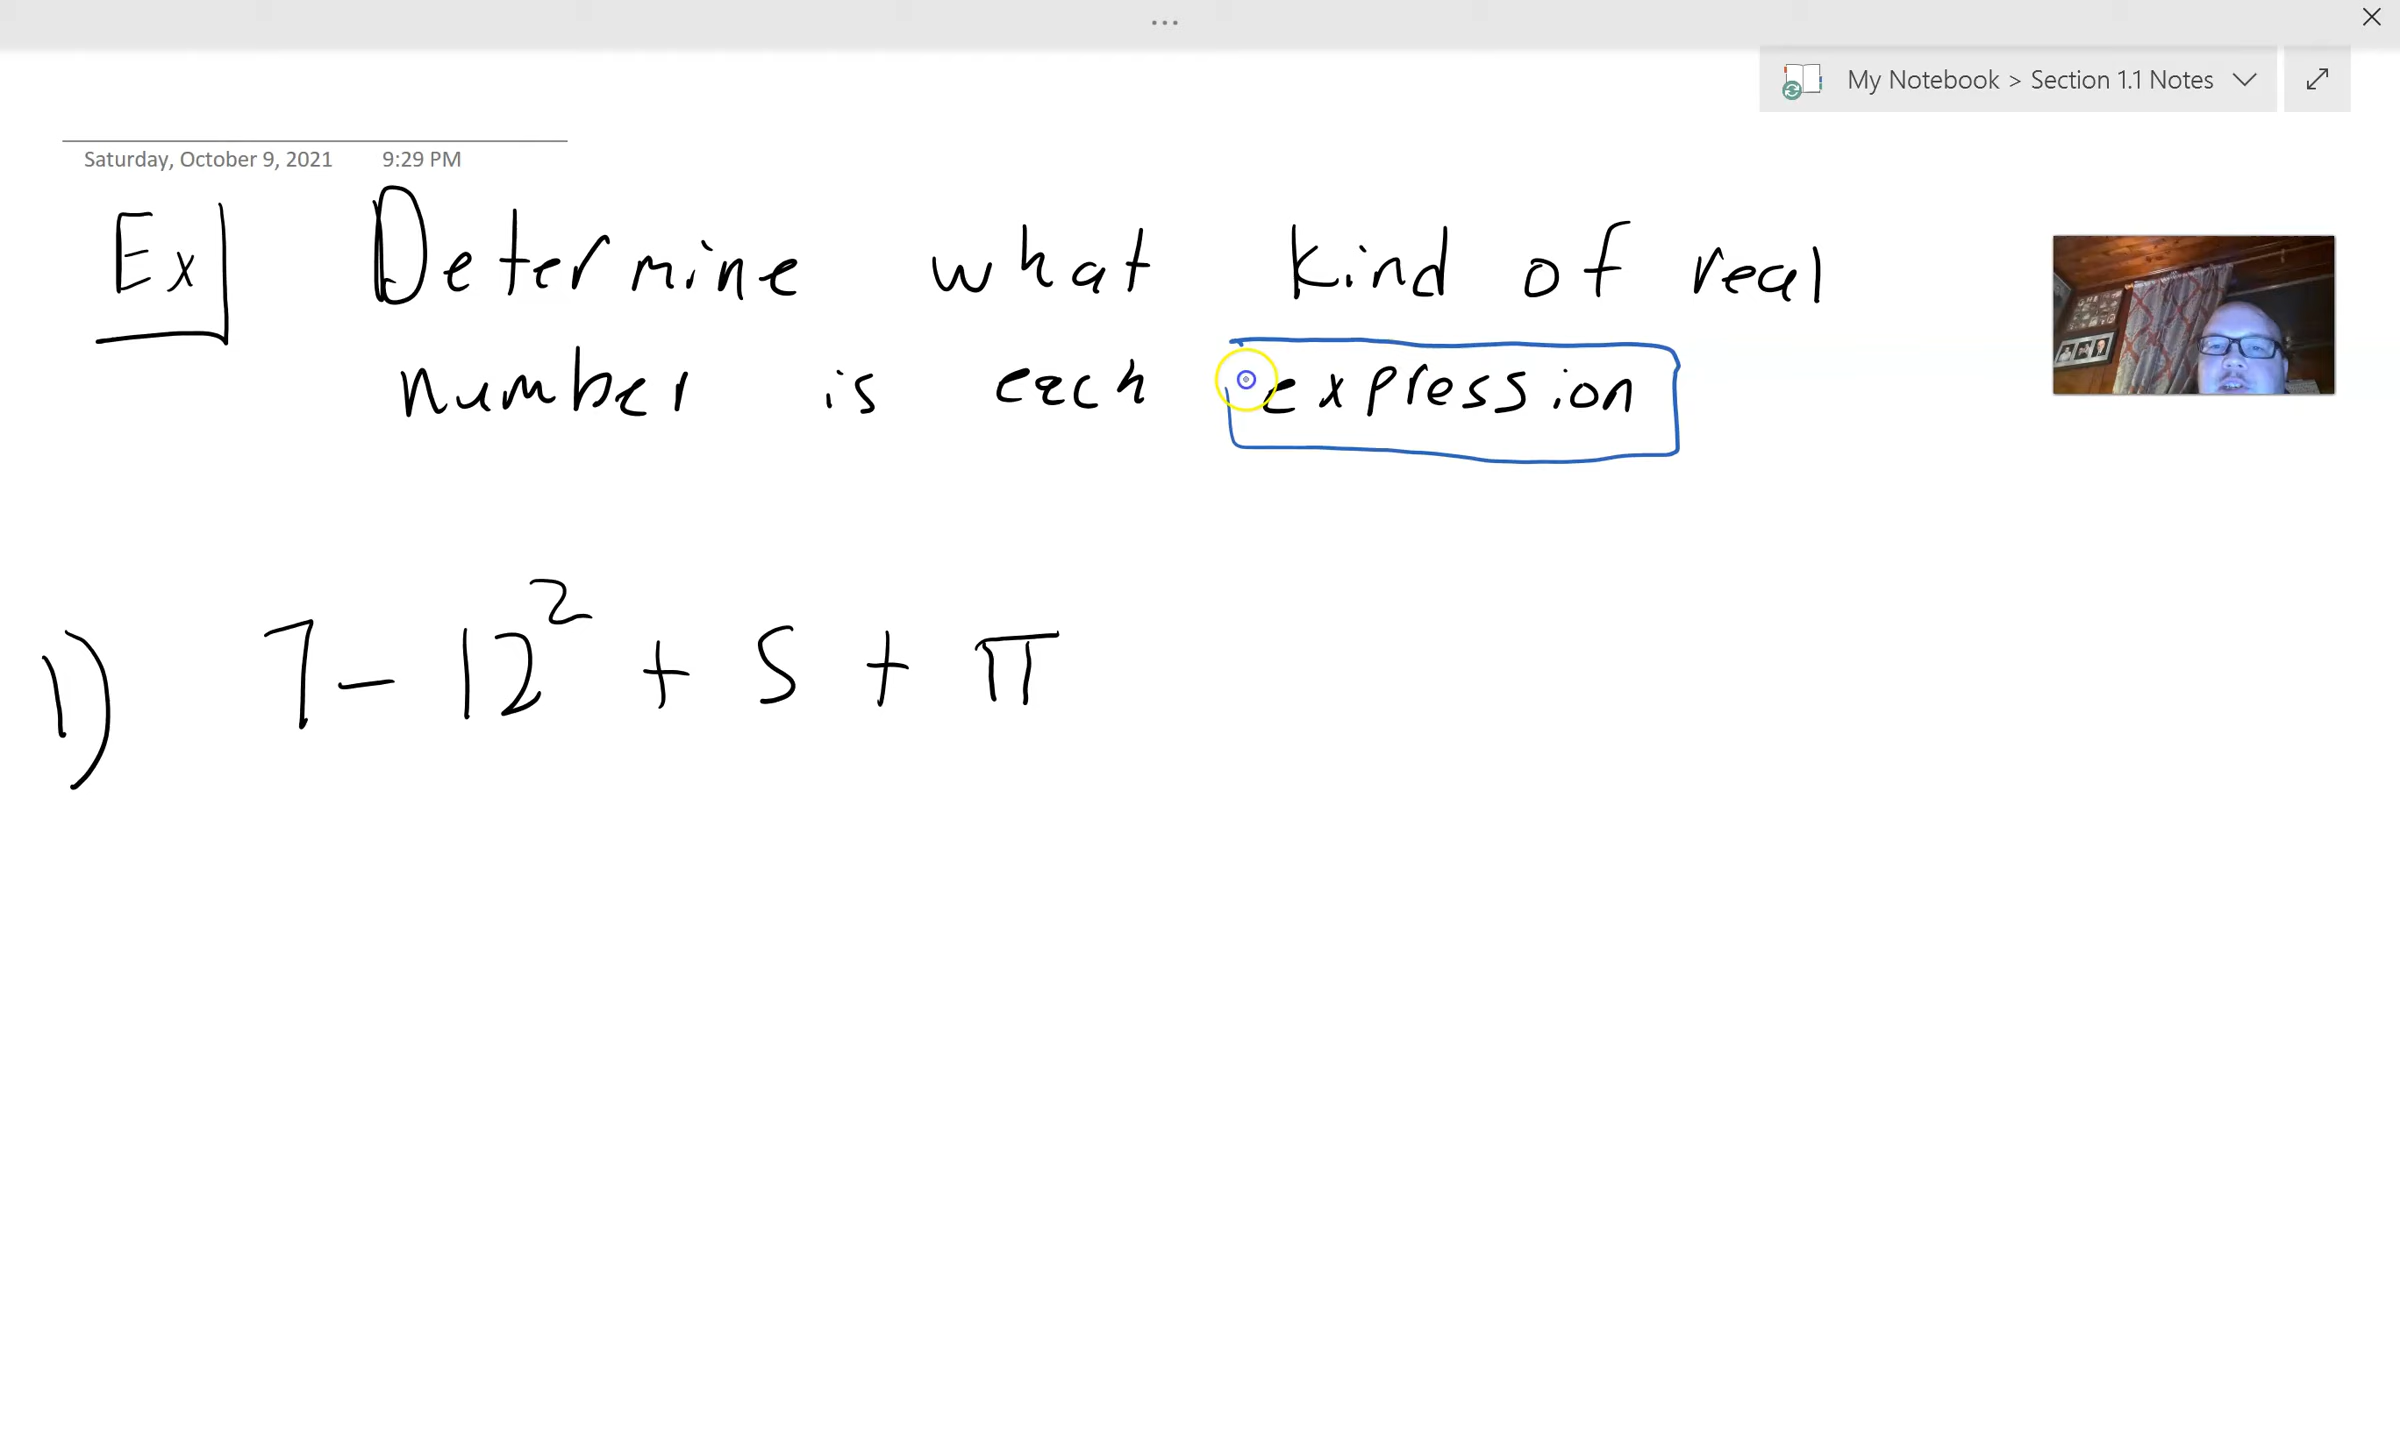 ...
My Notebook > Section 1.1 Notes
Saturday, October 9, 2021 9:29 PM
Ex Determine what kind of real
number is each expression
1) 7 - 12² + 5 + π